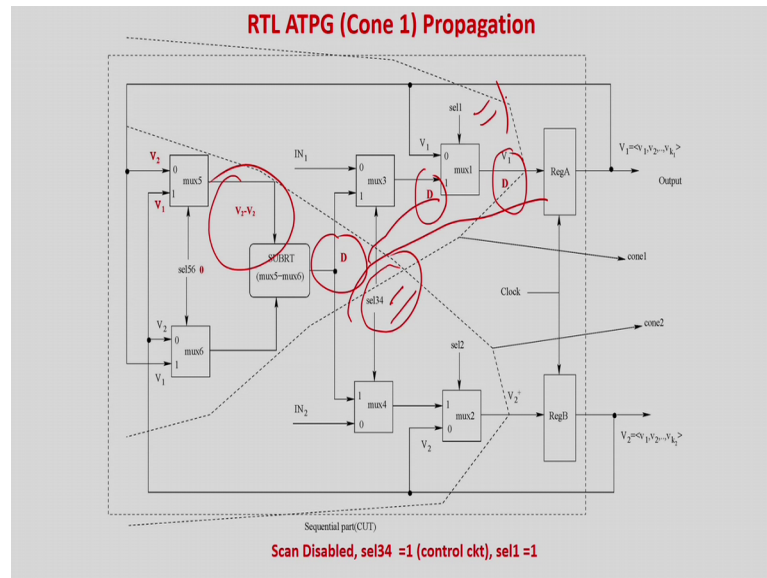 RTL ATPG (Cone 1) Propagation
sel1
V1
V1=<v1,v2,..,vk1>
V2
0
mux5
1
V1
IN1
0
mux3
1
0
mux1
1
V1+
RegA
Output
D
D
V2-V2
SUBRT
(mux5-mux6)
D
cone1
sel56 0
sel34
Clock
V2
0
mux6
1
V1
cone2
sel2
1
mux4
0
IN2
1
mux2
0
V2+
RegB
V2
V2=<v1,v2,..,vk2>
Sequential part(CUT)
Scan Disabled, sel34 =1 (control ckt), sel1 =1